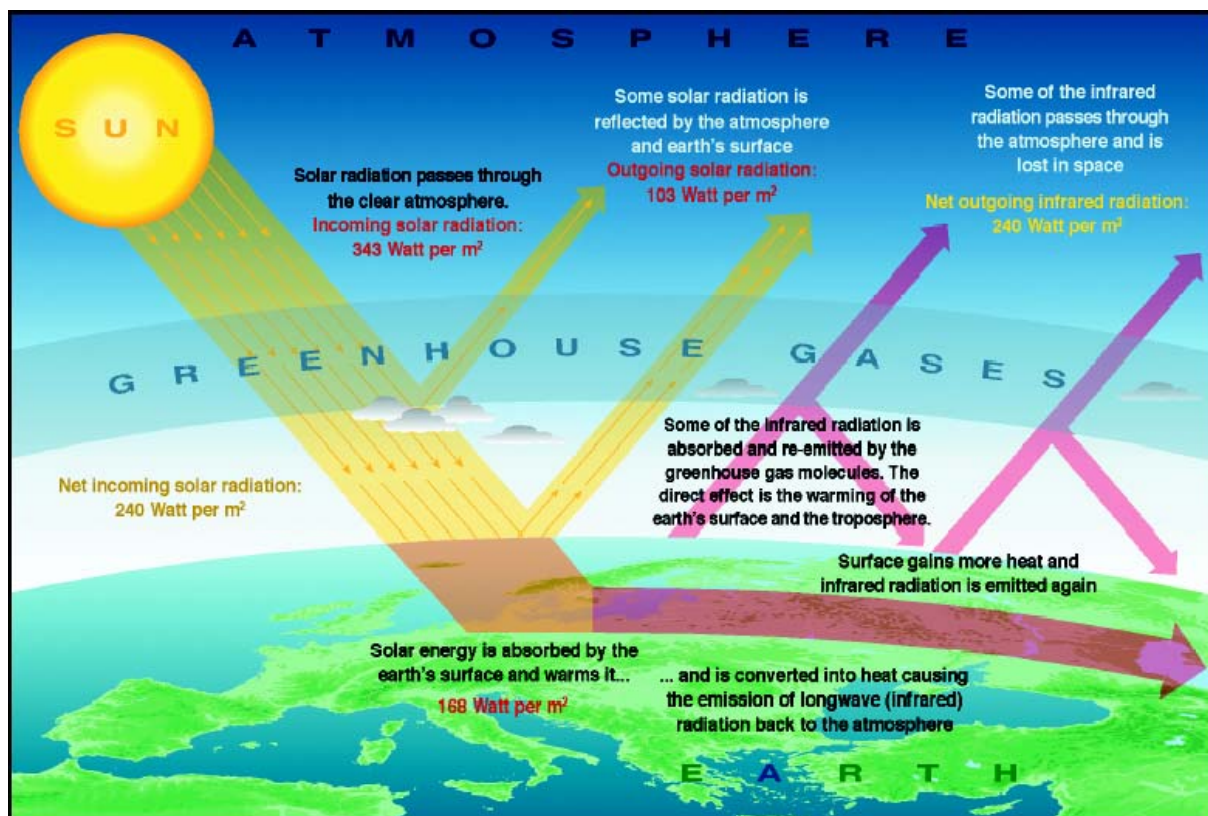 A T M O S P H E R E
S U N
Solar radiation passes through
the clear atmosphere.
Incoming solar radiation:
343 Watt per m²
Some solar radiation is
reflected by the atmosphere
and earth's surface
Outgoing solar radiation:
103 Watt per m²
Some of the infrared
radiation passes through
the atmosphere and is
lost in space
Net outgoing infrared radiation:
240 Watt per m²
G R E E N H O U S E G A S E S
Net incoming solar radiation:
240 Watt per m²
Some of the infrared radiation is
absorbed and re-emitted by the
greenhouse gas molecules. The
direct effect is the warming of the
earth's surface and the troposphere.
Surface gains more heat and
infrared radiation is emitted again
Solar energy is absorbed by the
earth's surface and warms it...
168 Watt per m²
... and is converted into heat causing
the emission of longwave (infrared)
radiation back to the atmosphere
E A R T H